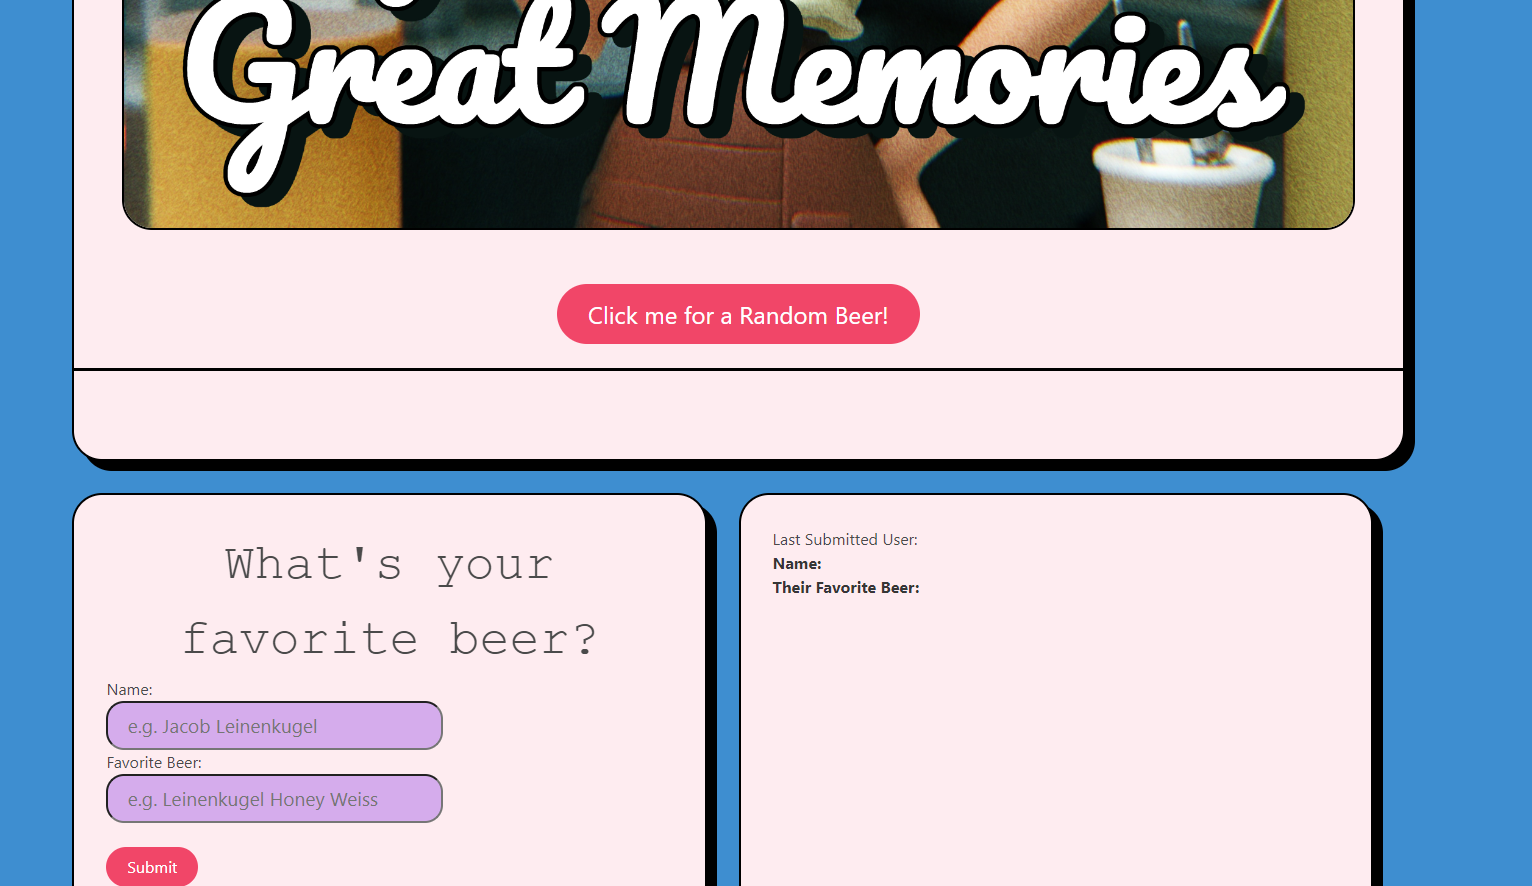 Great Memories
Click me for a Random Beer!
What's your
favorite beer?
Name:
e.g. Jacob Leinenkugel
Favorite Beer:
e.g. Leinenkugel Honey Weiss
Submit
Last Submitted User:
Name:
Their Favorite Beer: